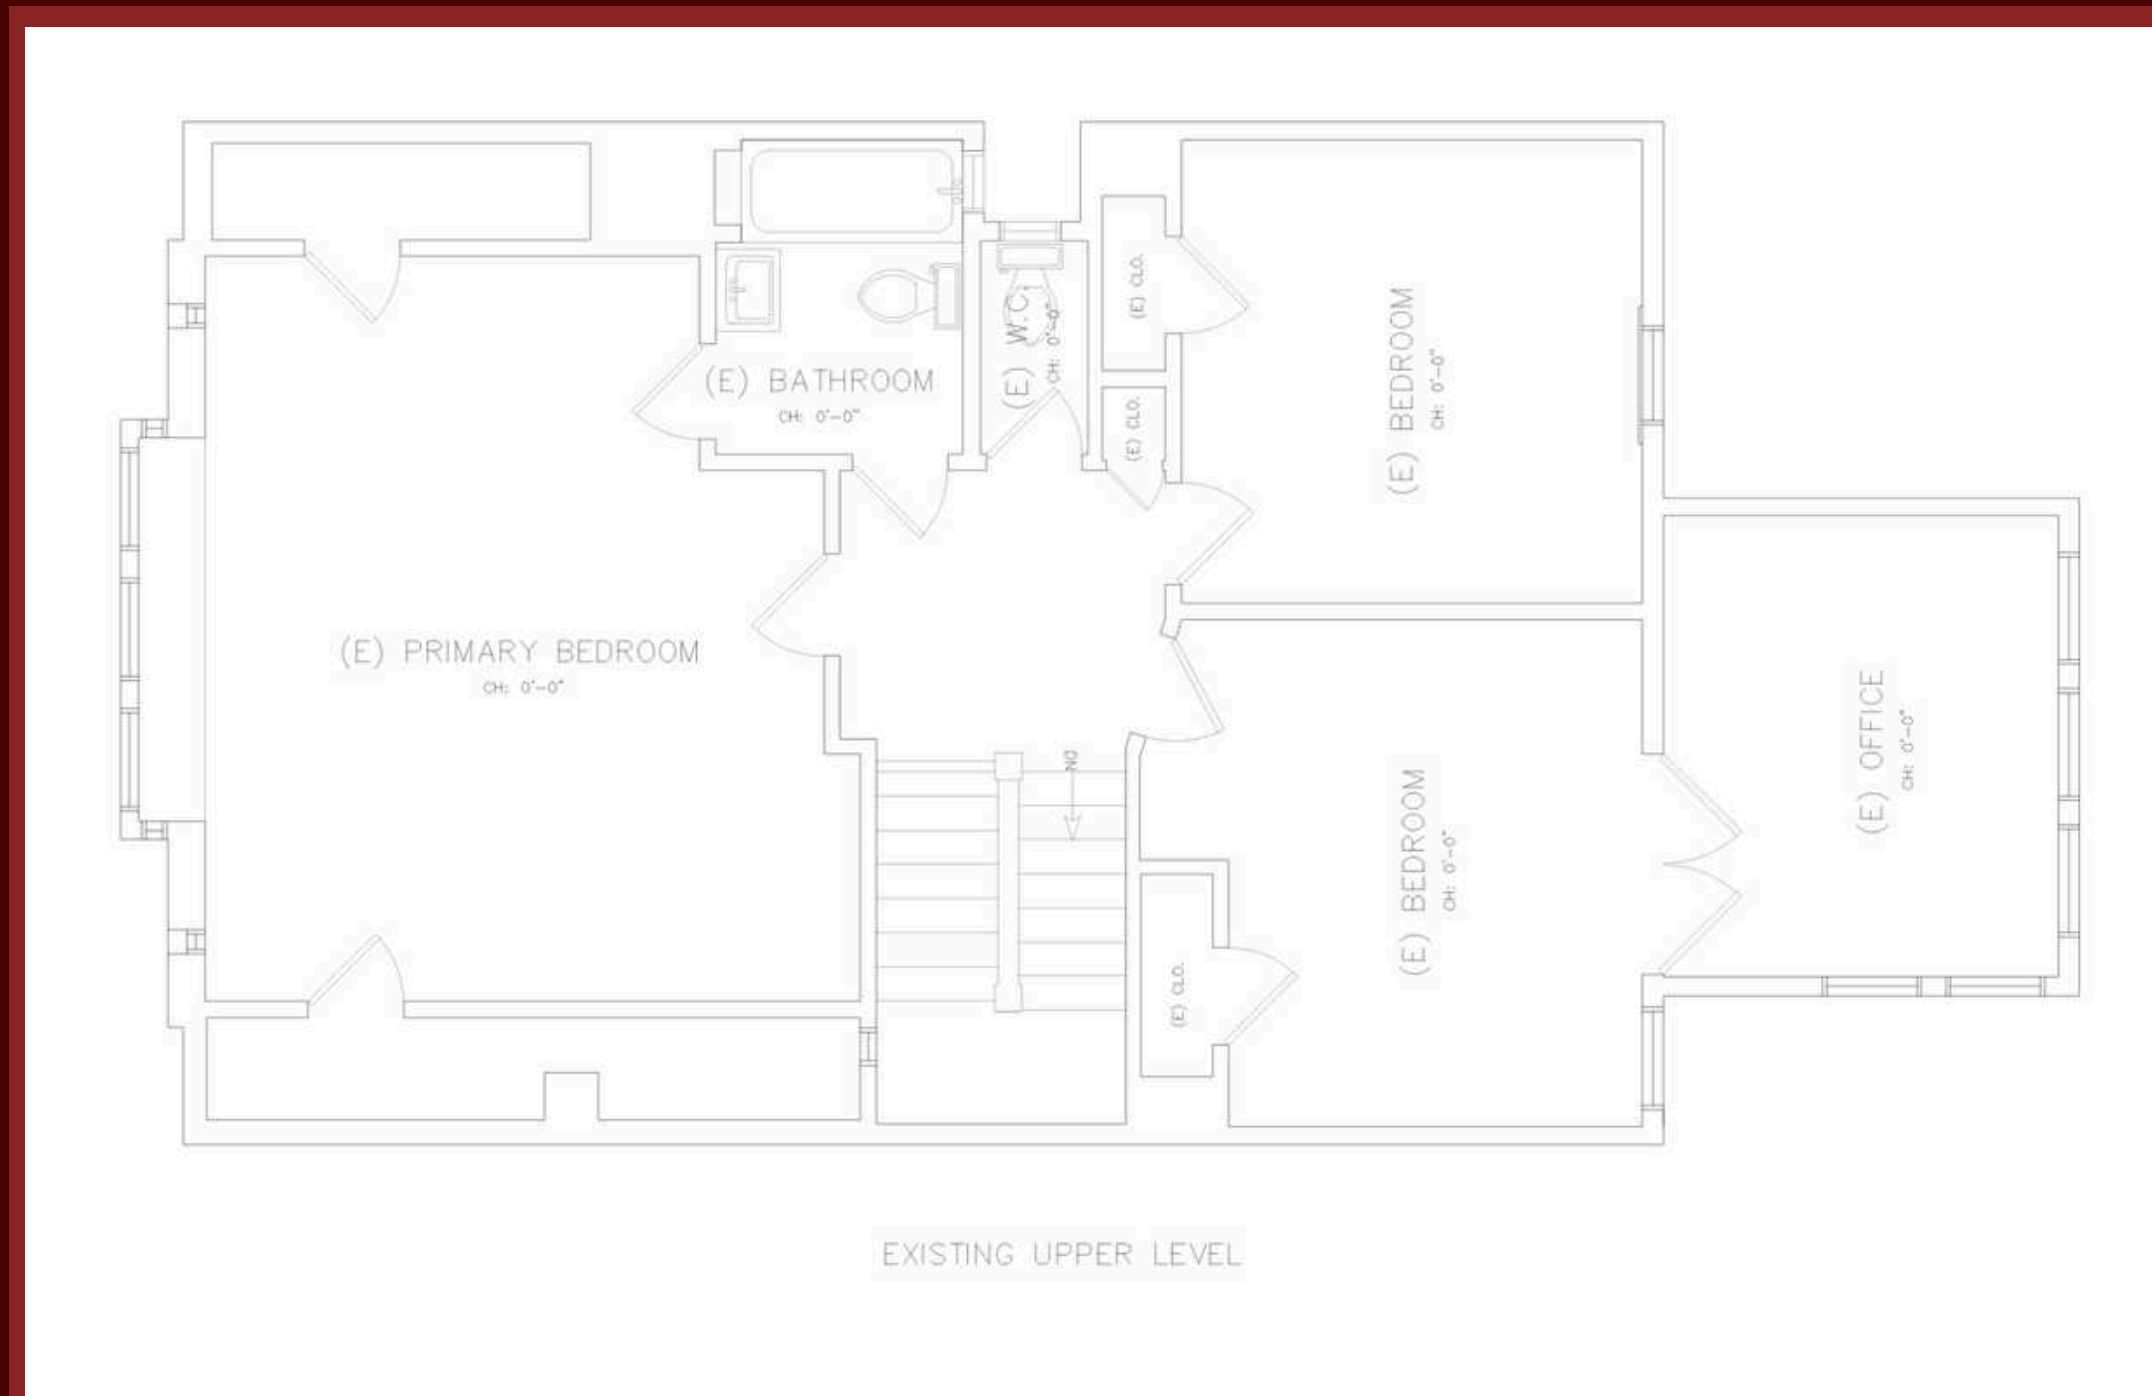 (E) BATHROOM
CH: 0'-0"
(E) W.C.
CH: 0'-0"
(E) CLO.
(E) CLO.
(E) BEDROOM
CH: 0'-0"
(E) PRIMARY BEDROOM
CH: 0'-0"
DN
(E) CLO.
(E) BEDROOM
CH: 0'-0"
(E) OFFICE
CH: 0'-0"
EXISTING UPPER LEVEL